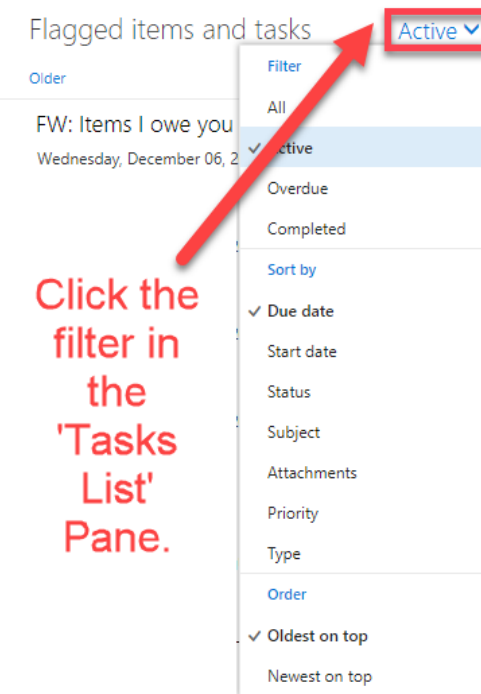 Flagged items and tasks
Active
Older
FW: Items I owe you
Wednesday, December 06, 2
Filter
All
Active
Overdue
Completed
Sort by
Due date
Start date
Status
Subject
Attachments
Priority
Type
Order
Oldest on top
Newest on top
Click the
filter in
the
'Tasks
List'
Pane.